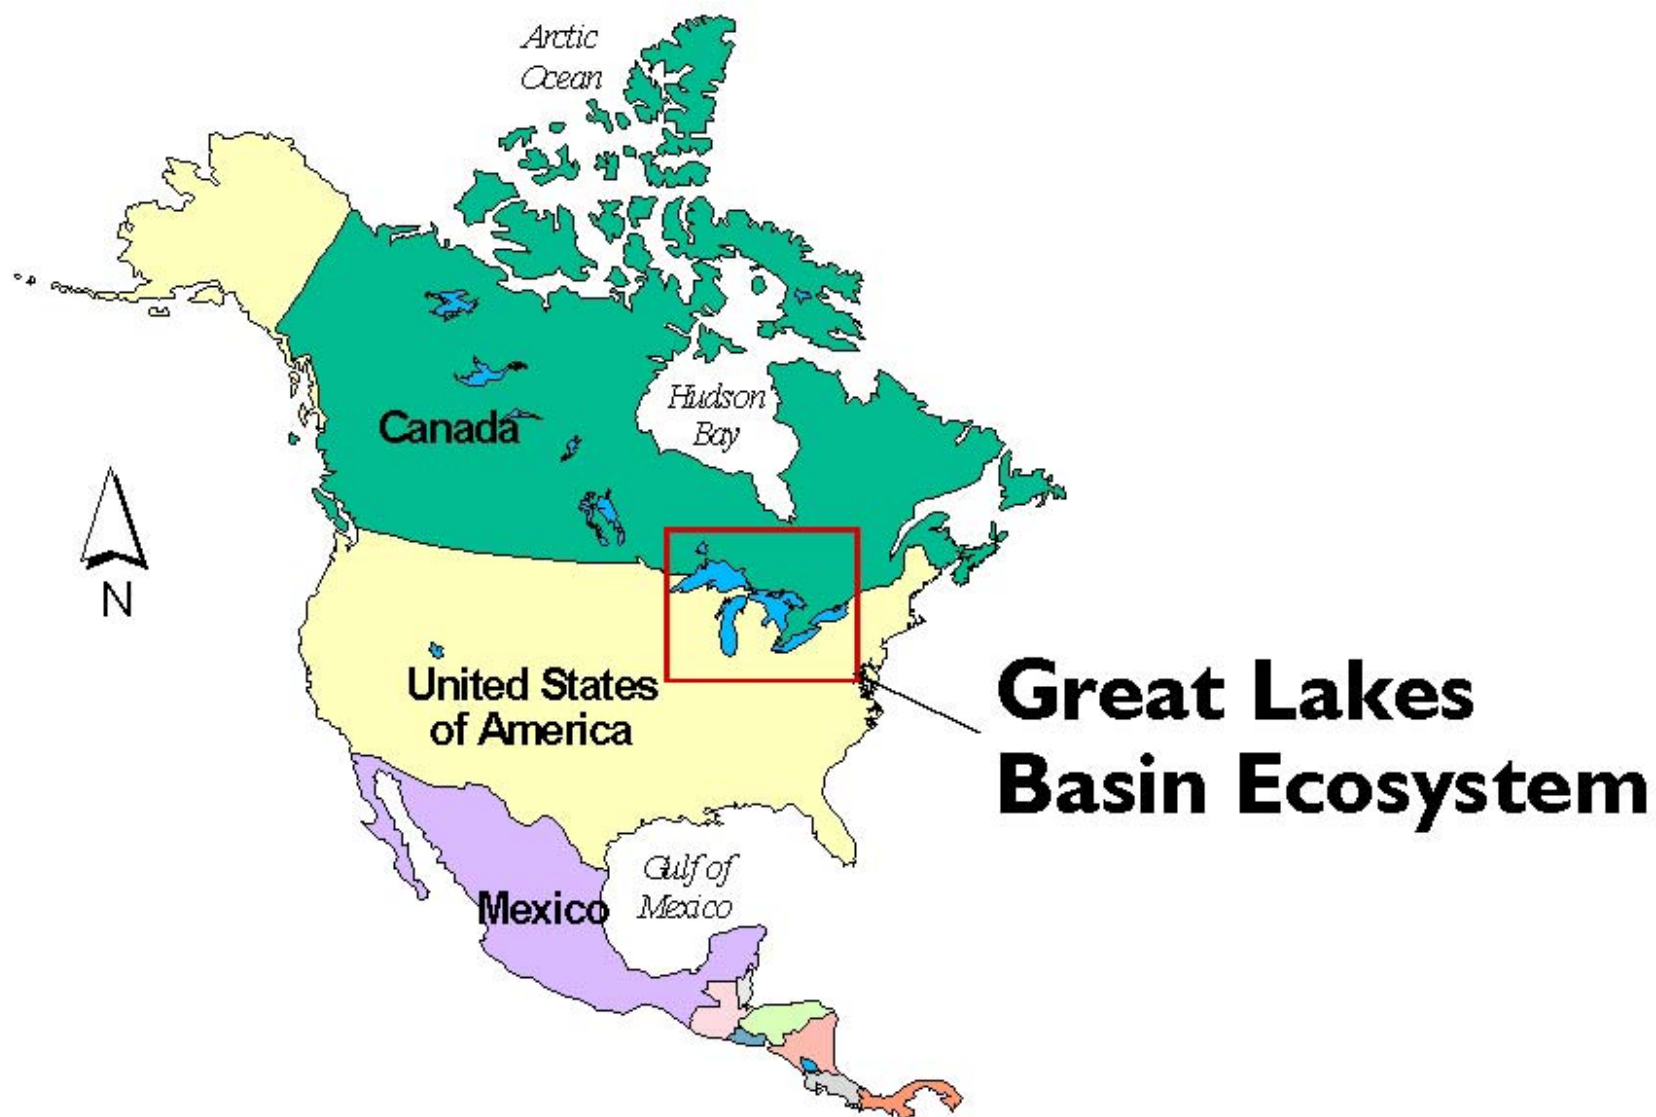 Arctic
Ocean
Hudson
Bay
Canada
N
United States
of America
Great Lakes
Basin Ecosystem
Gulf of
Mexico
Mexico